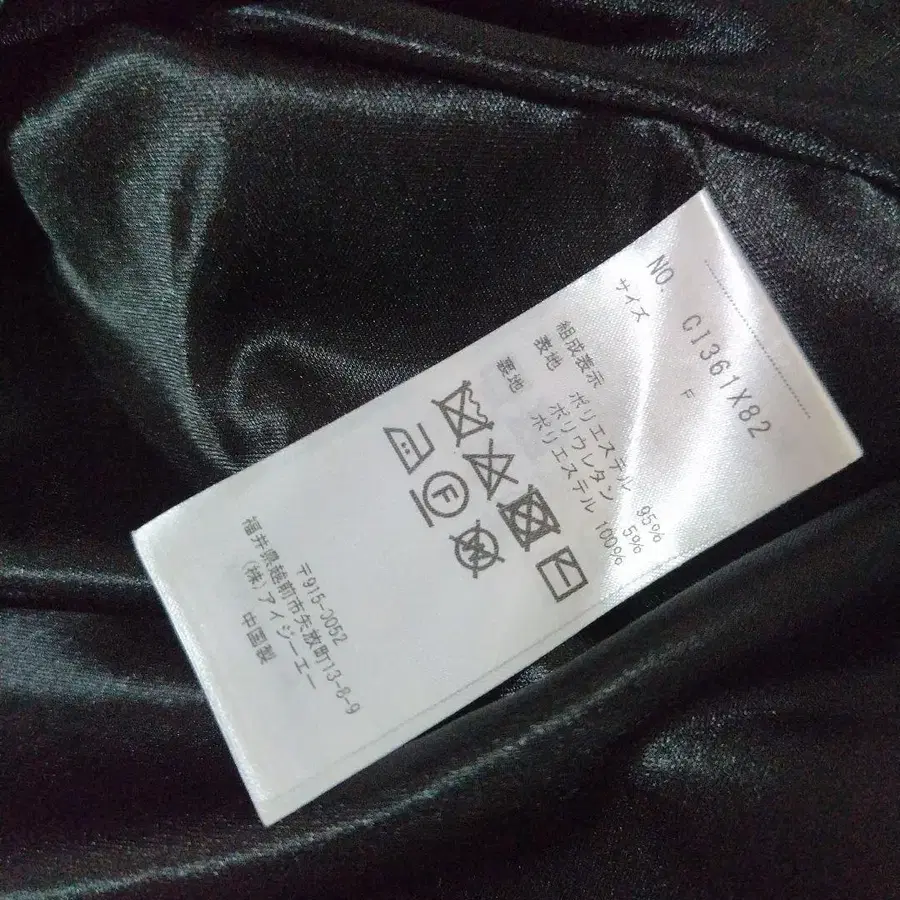 NO. CI361X82
サイズ F
組成表示
表地 ポリエステル 95%
ポリウレタン 5%
裏地 ポリエステル 100%
F
W
〒915-0052
福井県越前市矢放町13-8-9
(株)アイジーエー
中国製